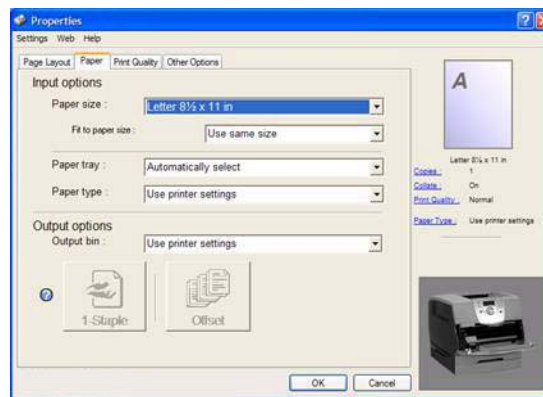 Properties
Settings Web Help
Page Layout Paper Print Quality Other Options
Input options
Paper size : Letter 8½ x 11 in
Fit to paper size : Use same size
Paper tray : Automatically select
Paper type : Use printer settings
Output options
Output bin : Use printer settings
1-Staple Offset
A
Letter 8½ x 11 in
Copies : 1
Collate : On
Print Quality : Normal
Paper Type : Use printer settings
OK Cancel